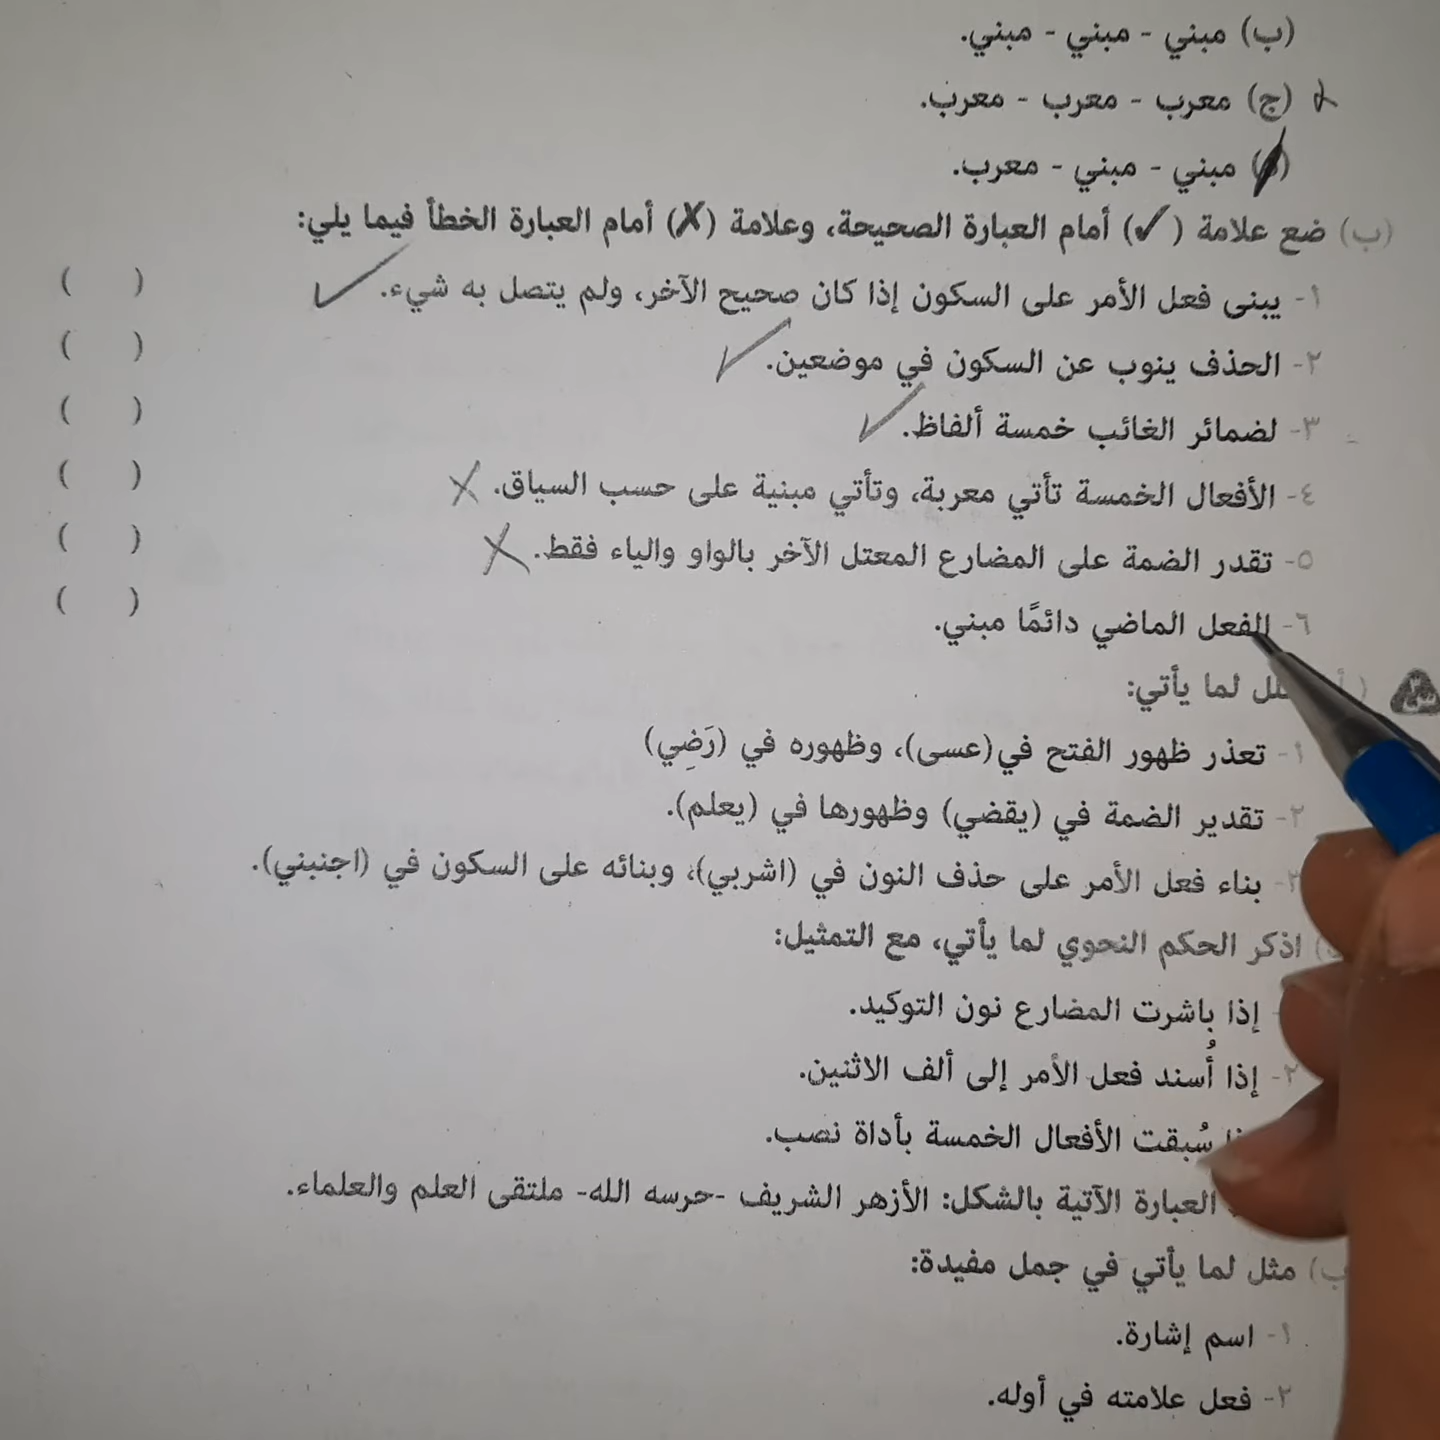 (ب) مبني - مبني - مبني.
(ج) معرب - معرب - معرب.
مبني - مبني - معرب.
(ب) ضع علامة (✓) أمام العبارة الصحيحة، وعلامة (✗) أمام العبارة الخطأ فيما يلي:
١- يبنى فعل الأمر على السكون إذا كان صحيح الآخر، ولم يتصل به شيء. ✓ ( )
٢- الحذف ينوب عن السكون في موضعين. ✓ ( )
٣- لضمائر الغائب خمسة ألفاظ. ✓ ( )
٤- الأفعال الخمسة تأتي معربة، وتأتي مبنية على حسب السياق. ✗ ( )
٥- تقدر الضمة على المضارع المعتل الآخر بالواو والياء فقط. ✗ ( )
٦- الفعل الماضي دائمًا مبني. ( )
لما يأتي:
١- تعذر ظهور الفتح في(عسى)، وظهوره في (رَضِي)
٢- تقدير الضمة في (يقضي) وظهورها في (يعلم).
٣- بناء فعل الأمر على حذف النون في (اشربي)، وبنائه على السكون في (اجنبني).
اذكر الحكم النحوي لما يأتي، مع التمثيل:
إذا باشرت المضارع نون التوكيد.
٢- إذا أُسند فعل الأمر إلى ألف الاثنين.
سُبقت الأفعال الخمسة بأداة نصب.
العبارة الآتية بالشكل: الأزهر الشريف -حرسه الله- ملتقى العلم والعلماء.
ب) مثل لما يأتي في جمل مفيدة:
١- اسم إشارة.
٢- فعل علامته في أوله.